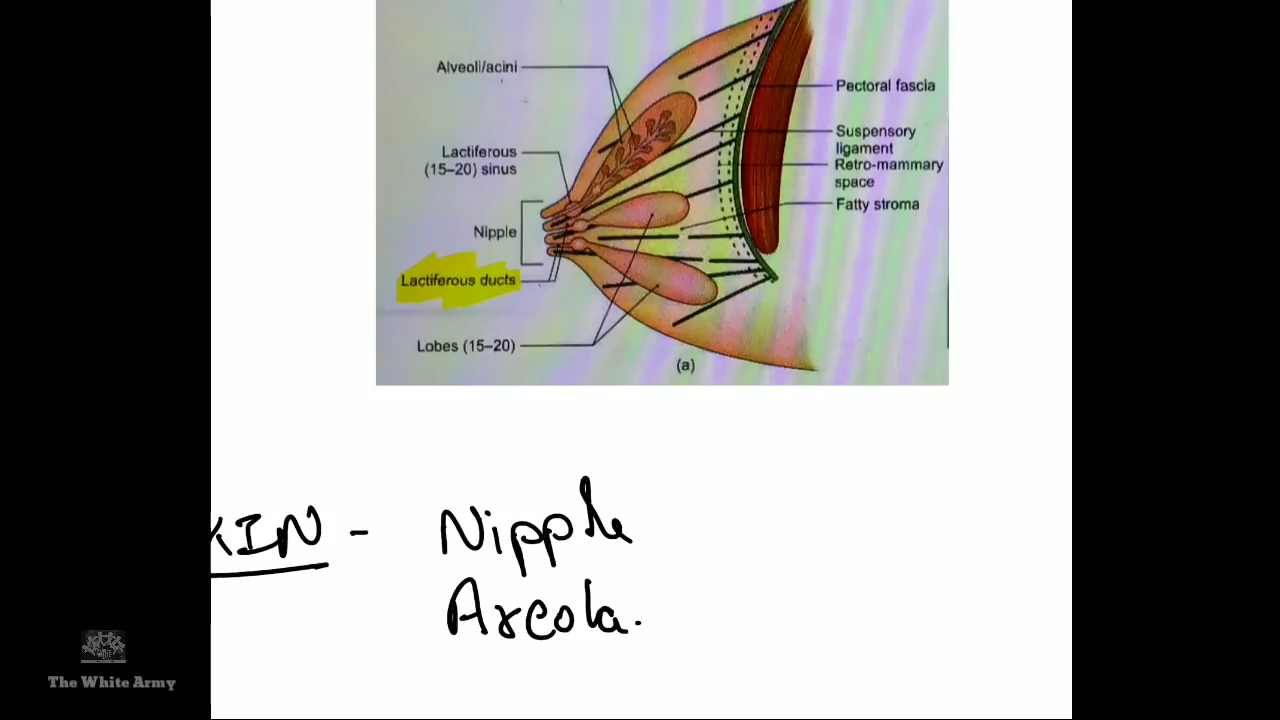 Alveoli/acini
Pectoral fascia
Suspensory
ligament
Lactiferous
(15–20) sinus
Retro-mammary
space
Fatty stroma
Nipple
Lactiferous ducts
Lobes (15–20)
(a)
KIN - Nipple
Areola.
The White Army